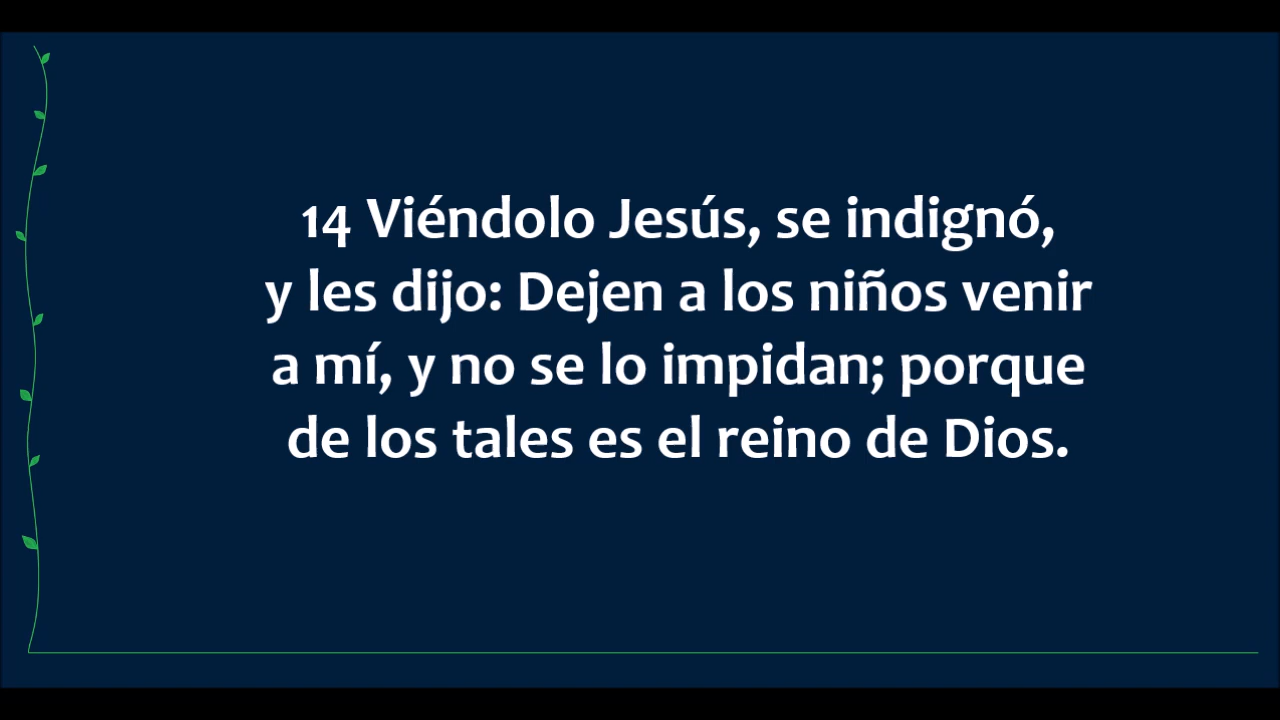 14 Viéndolo Jesús, se indignó,
y les dijo: Dejen a los niños venir
a mí, y no se lo impidan; porque
de los tales es el reino de Dios.